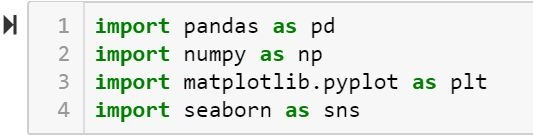 1 import pandas as pd
2 import numpy as np
3 import matplotlib.pyplot as plt
4 import seaborn as sns